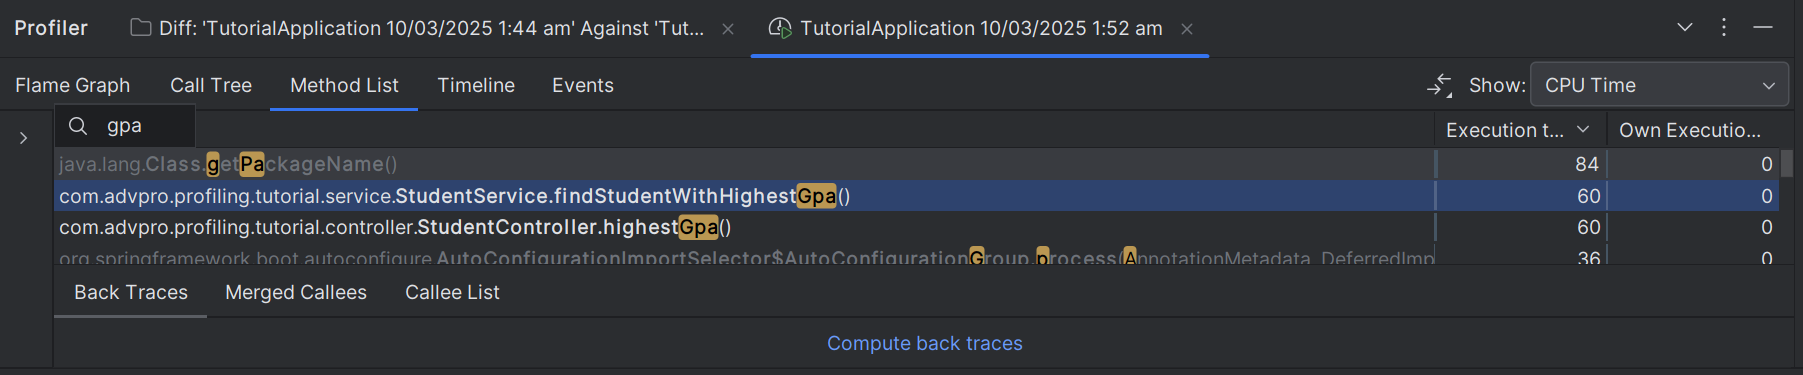 Profiler Diff: 'TutorialApplication 10/03/2025 1:44 am' Against 'Tut... TutorialApplication 10/03/2025 1:52 am
Flame Graph Call Tree Method List Timeline Events Show: CPU Time
gpa Execution t... Own Executio...
java.lang.Class.getPackageName() 84 0
com.advpro.profiling.tutorial.service.StudentService.findStudentWithHighestGpa() 60 0
com.advpro.profiling.tutorial.controller.StudentController.highestGpa() 60 0
org.springframework.boot.autoconfigure.AutoConfigurationImportSelector$AutoConfigurationGroup.process(AnnotationMetadata, DeferredImp 36 0
Back Traces Merged Callees Callee List
Compute back traces